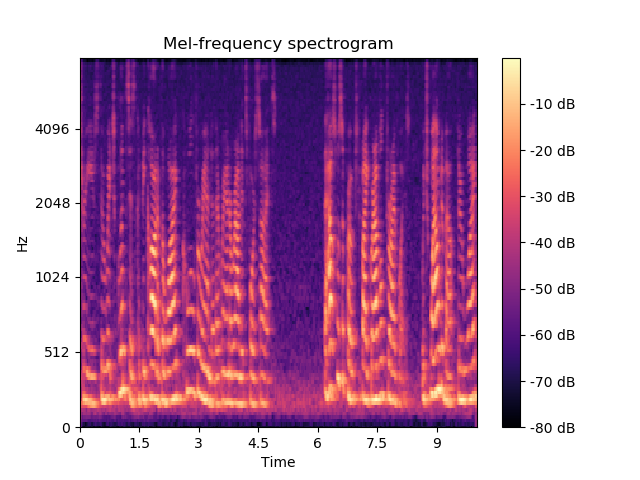 Mel-frequency spectrogram
-10 dB
4096
-20 dB
2048
-30 dB
Hz
-40 dB
1024
-50 dB
-60 dB
512
-70 dB
0
-80 dB
0 1.5 3 4.5 6 7.5 9
Time